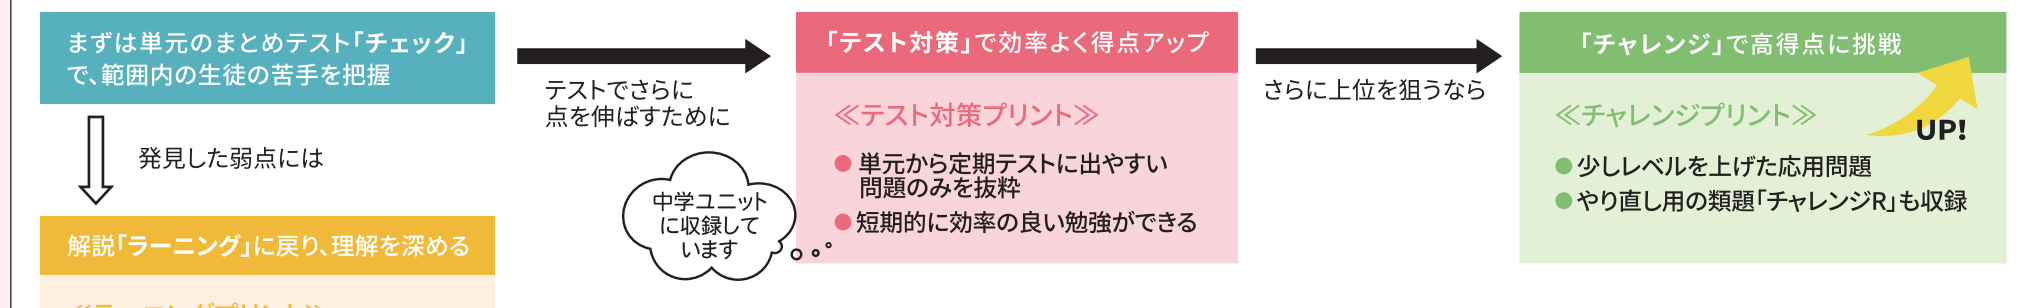 まずは単元のまとめテスト「チェック」
で、範囲内の生徒の苦手を把握
発見した弱点には
解説「ラーニング」に戻り、理解を深める
テストでさらに
点を伸ばすために
中学ユニット
に収録して
います
「テスト対策」で効率よく得点アップ
≪テスト対策プリント≫
● 単元から定期テストに出やすい
問題のみを抜粋
● 短期的に効率の良い勉強ができる
さらに上位を狙うなら
「チャレンジ」で高得点に挑戦
≪チャレンジプリント≫
UP!
● 少しレベルを上げた応用問題
● やり直し用の類題「チャレンジR」も収録